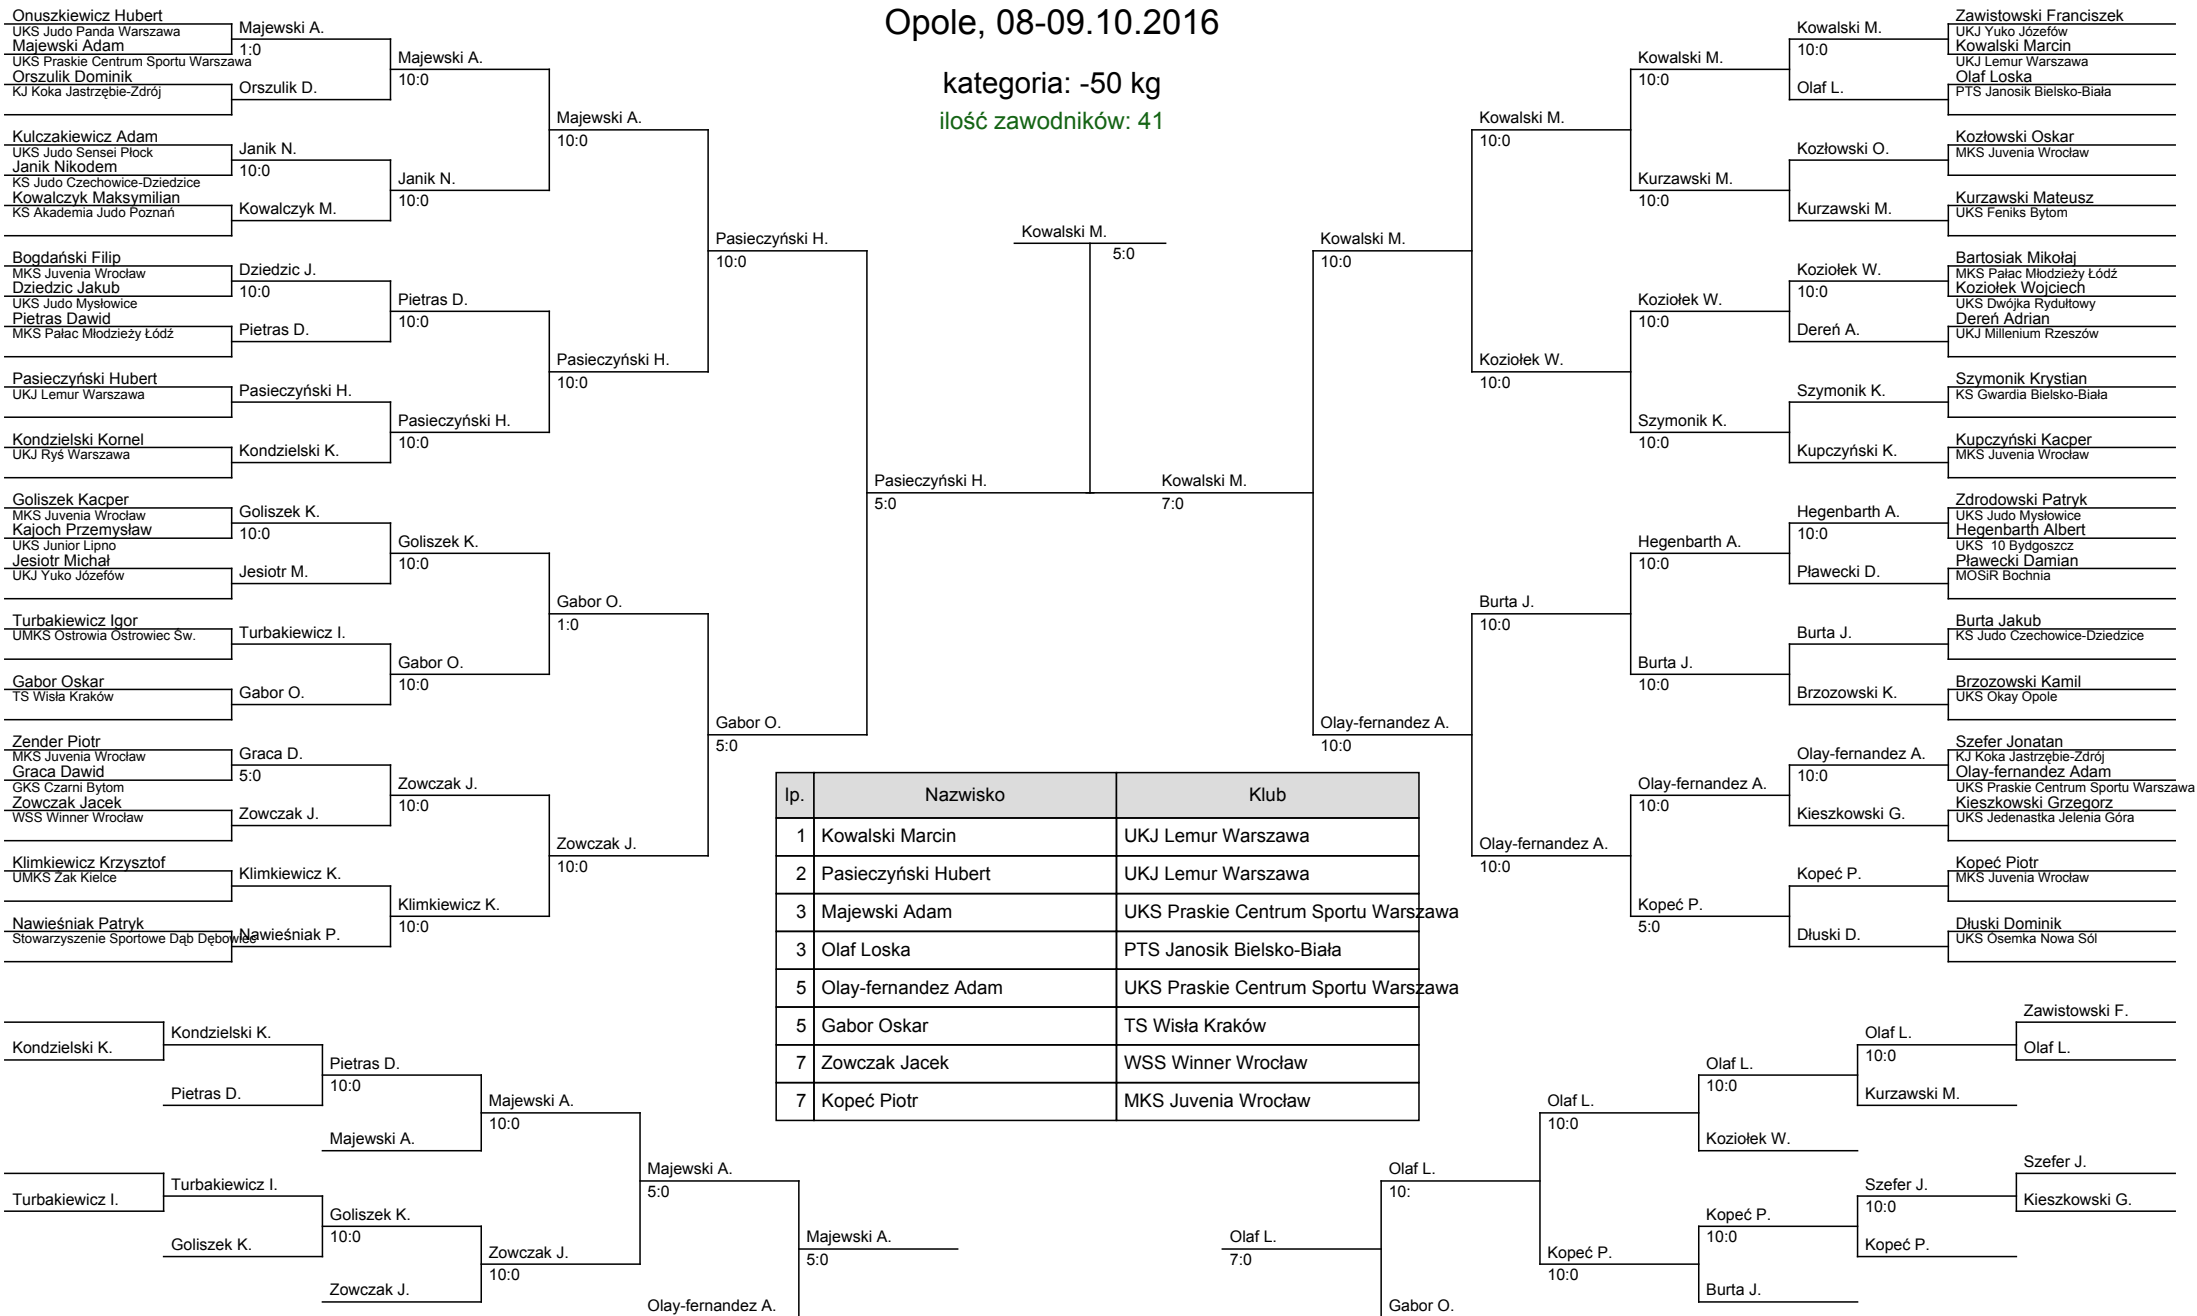 Opole, 08-09.10.2016
kategoria: -50 kg
ilość zawodników: 41
Onuszkiewicz Hubert
UKS Judo Panda Warszawa
Majewski Adam
UKS Praskie Centrum Sportu Warszawa
Orszulik Dominik
KJ Koka Jastrzębie-Zdrój
Kulczakiewicz Adam
UKS Judo Sensei Płock
Janik Nikodem
KS Judo Czechowice-Dziedzice
Kowalczyk Maksymilian
KS Akademia Judo Poznań
Bogdański Filip
MKS Juvenia Wrocław
Dziedzic Jakub
UKS Judo Mysłowice
Pietras Dawid
MKS Pałac Młodzieży Łódź
Pasieczyński Hubert
UKJ Lemur Warszawa
Kondzielski Kornel
UKJ Ryś Warszawa
Goliszek Kacper
MKS Juvenia Wrocław
Kajoch Przemysław
UKS Junior Lipno
Jesiotr Michał
UKJ Yuko Józefów
Turbakiewicz Igor
UMKS Ostrowia Ostrowiec Św.
Gabor Oskar
TS Wisła Kraków
Zender Piotr
MKS Juvenia Wrocław
Graca Dawid
GKS Czarni Bytom
Zowczak Jacek
WSS Winner Wrocław
Klimkiewicz Krzysztof
UMKS Żak Kielce
Nawieśniak Patryk
Stowarzyszenie Sportowe Dąb Dębowiec
Majewski A.
1:0
Orszulik D.
Janik N.
10:0
Kowalczyk M.
Dziedzic J.
10:0
Pietras D.
Pasieczyński H.
Kondzielski K.
Goliszek K.
10:0
Jesiotr M.
Turbakiewicz I.
Gabor O.
Graca D.
5:0
Zowczak J.
Klimkiewicz K.
Nawieśniak P.
Majewski A.
10:0
Janik N.
10:0
Pietras D.
10:0
Pasieczyński H.
10:0
Goliszek K.
10:0
Gabor O.
10:0
Zowczak J.
10:0
Klimkiewicz K.
10:0
Majewski A.
10:0
Pasieczyński H.
10:0
Gabor O.
1:0
Zowczak J.
10:0
Pasieczyński H.
10:0
Gabor O.
5:0
Pasieczyński H.
5:0
Kowalski M.
5:0
Kowalski M.
7:0
Kowalski M.
10:0
Olay-fernandez A.
10:0
Kowalski M.
10:0
Koziołek W.
10:0
Burta J.
10:0
Olay-fernandez A.
10:0
Kowalski M.
10:0
Kurzawski M.
10:0
Koziołek W.
10:0
Szymonik K.
10:0
Hegenbarth A.
10:0
Burta J.
10:0
Olay-fernandez A.
10:0
Kopeć P.
5:0
Kowalski M.
10:0
Olaf L.
Kozłowski O.
Kurzawski M.
Koziołek W.
10:0
Dereń A.
Szymonik K.
Kupczyński K.
Hegenbarth A.
10:0
Pławecki D.
Burta J.
Brzozowski K.
Olay-fernandez A.
10:0
Kieszkowski G.
Kopeć P.
Dłuski D.
Zawistowski Franciszek
UKJ Yuko Józefów
Kowalski Marcin
UKJ Lemur Warszawa
Olaf Loska
PTS Janosik Bielsko-Biała
Kozłowski Oskar
MKS Juvenia Wrocław
Kurzawski Mateusz
UKS Feniks Bytom
Bartosiak Mikołaj
MKS Pałac Młodzieży Łódź
Koziołek Wojciech
UKS Dwójka Rydułtowy
Dereń Adrian
UKJ Millenium Rzeszów
Szymonik Krystian
KS Gwardia Bielsko-Biała
Kupczyński Kacper
MKS Juvenia Wrocław
Zdrodowski Patryk
UKS Judo Mysłowice
Hegenbarth Albert
UKS 10 Bydgoszcz
Pławecki Damian
MOSiR Bochnia
Burta Jakub
KS Judo Czechowice-Dziedzice
Brzozowski Kamil
UKS Okay Opole
Szefer Jonatan
KJ Koka Jastrzębie-Zdrój
Olay-fernandez Adam
UKS Praskie Centrum Sportu Warszawa
Kieszkowski Grzegorz
UKS Jedenastka Jelenia Góra
Kopeć Piotr
MKS Juvenia Wrocław
Dłuski Dominik
UKS Ósemka Nowa Sól
lp. Nazwisko Klub
1 Kowalski Marcin UKJ Lemur Warszawa
2 Pasieczyński Hubert UKJ Lemur Warszawa
3 Majewski Adam UKS Praskie Centrum Sportu Warszawa
3 Olaf Loska PTS Janosik Bielsko-Biała
5 Olay-fernandez Adam UKS Praskie Centrum Sportu Warszawa
5 Gabor Oskar TS Wisła Kraków
7 Zowczak Jacek WSS Winner Wrocław
7 Kopeć Piotr MKS Juvenia Wrocław
Kondzielski K.
Turbakiewicz I.
Kondzielski K.
Pietras D.
Turbakiewicz I.
Goliszek K.
Pietras D.
10:0
Majewski A.
Goliszek K.
10:0
Zowczak J.
Majewski A.
10:0
Zowczak J.
10:0
Majewski A.
5:0
Olay-fernandez A.
Majewski A.
5:0
Olaf L.
7:0
Olaf L.
10:
Gabor O.
Olaf L.
10:0
Kopeć P.
10:0
Olaf L.
10:0
Koziołek W.
Kopeć P.
10:0
Burta J.
Olaf L.
10:0
Kurzawski M.
Szefer J.
10:0
Kopeć P.
Zawistowski F.
Olaf L.
Szefer J.
Kieszkowski G.